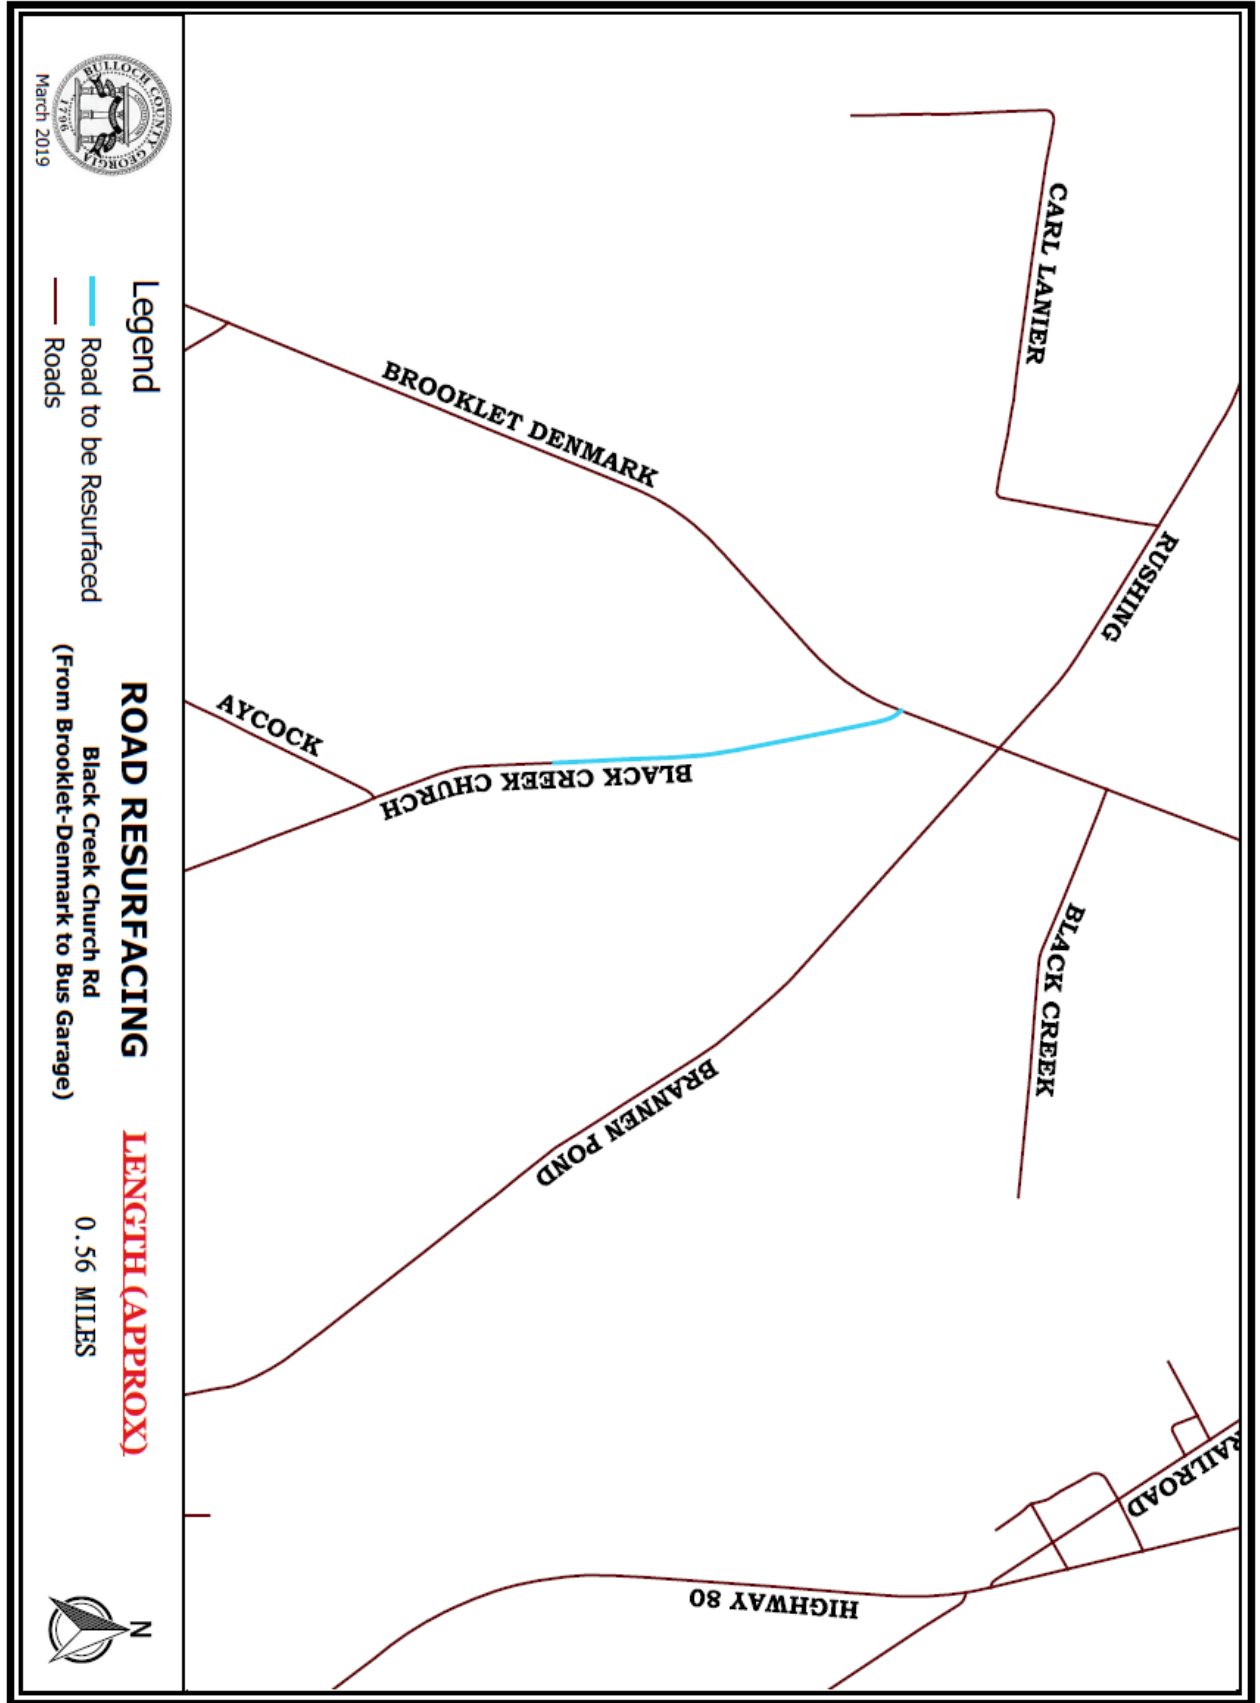 CARL LANIER
RUSHING
BROOKLET DENMARK
BLACK CREEK
AYCOCK
BLACK CREEK CHURCH
BRANNEN POND
RAILROAD
HIGHWAY 80
BULLOCH COUNTY GEORGIA
1796
March 2019
Legend
Road to be Resurfaced
Roads
ROAD RESURFACING
Black Creek Church Rd
(From Brooklet-Denmark to Bus Garage)
LENGTH (APPROX)
0.56 MILES
N